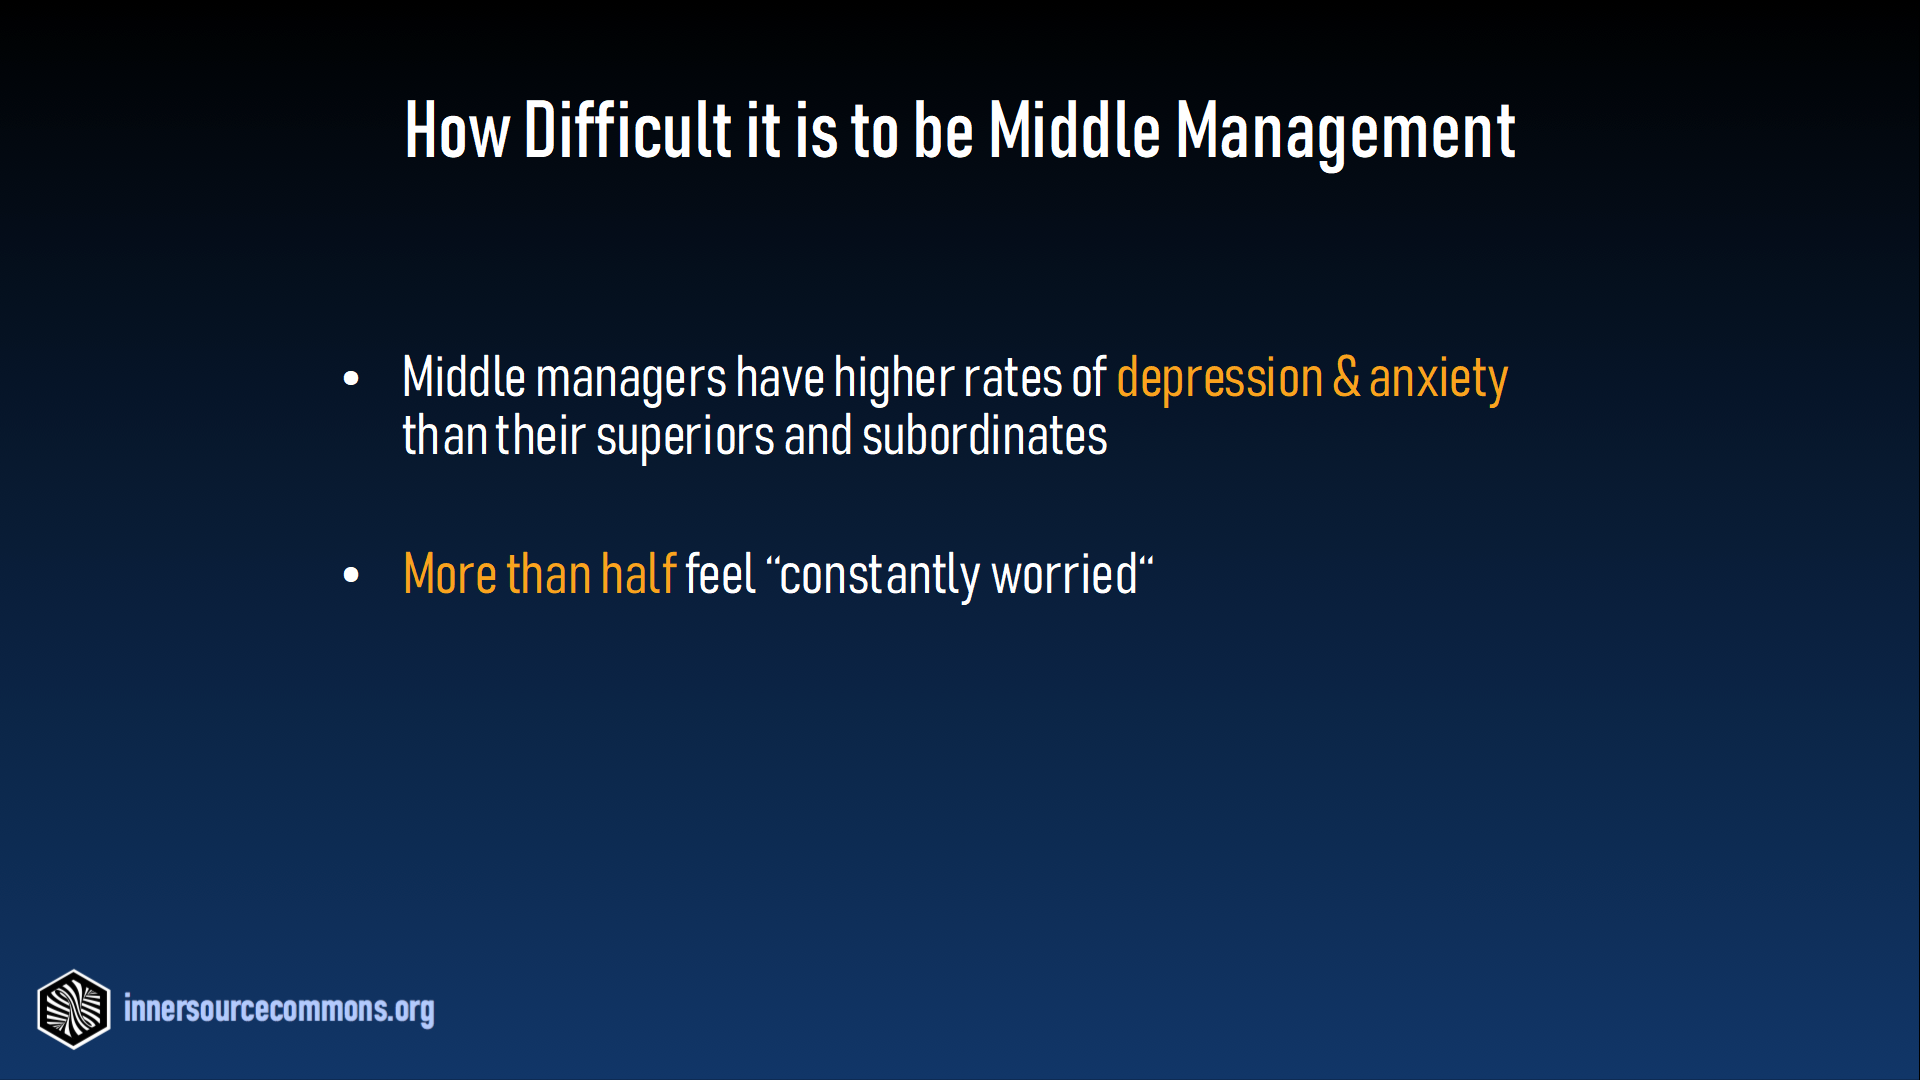 How Difficult it is to be Middle Management
• Middle managers have higher rates of depression & anxiety
than their superiors and subordinates
• More than half feel “constantly worried“
innersourcecommons.org